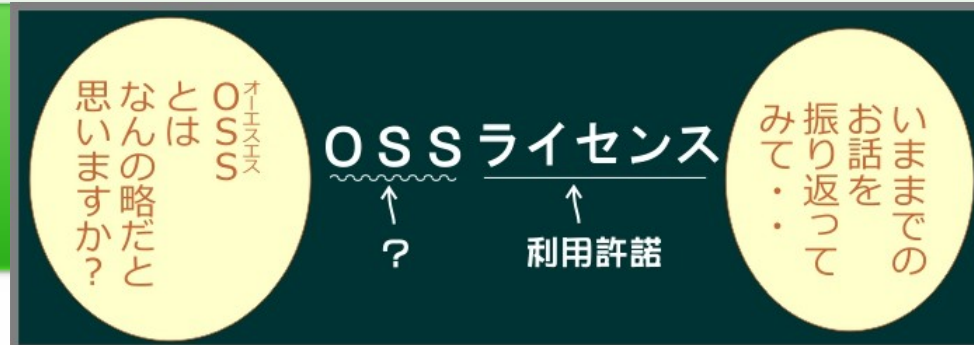 いままでの
お話を
振り返って
みて・・
OSSライセンス
?
利用許諾
オーエスエス
OSS
とは
なんの略だと
思いますか?